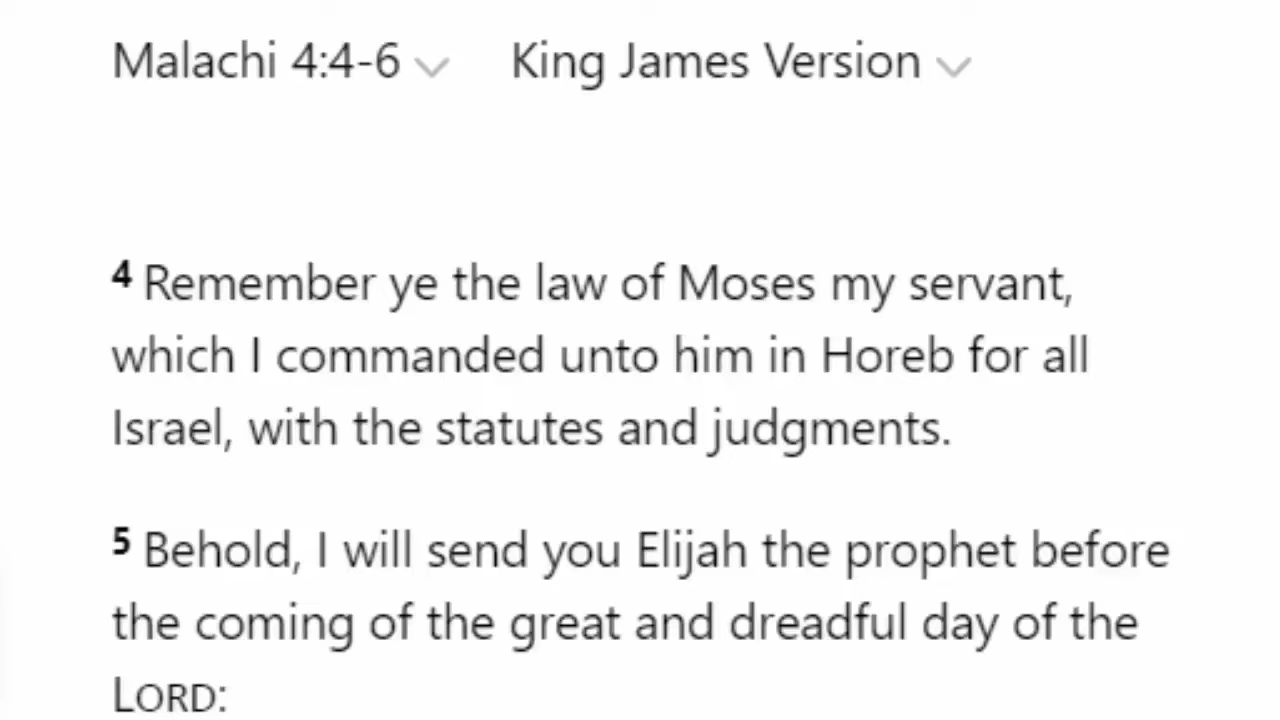 Malachi 4:4-6 King James Version
4 Remember ye the law of Moses my servant,
which I commanded unto him in Horeb for all
Israel, with the statutes and judgments.
5 Behold, I will send you Elijah the prophet before
the coming of the great and dreadful day of the
LORD: